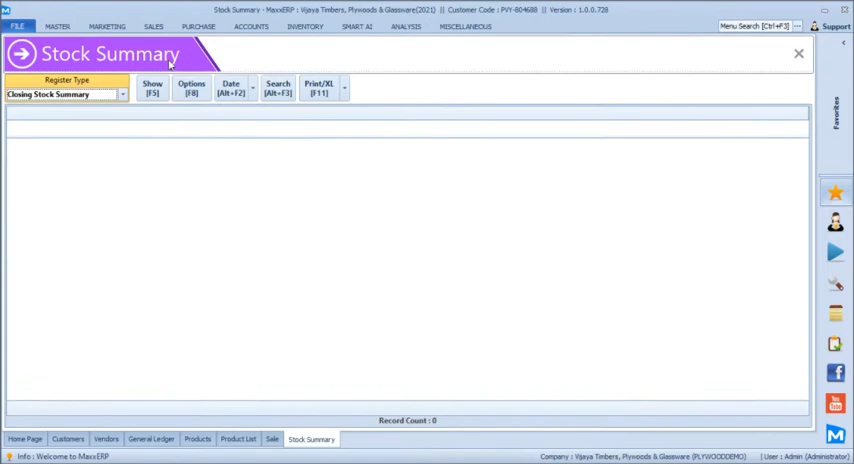 Stock Summary - MaxxERP : Vijaya Timbers, Plywoods & Glassware(2021) || Customer Code : PVY-804688 || Version : 1.0.0.728
FILE MASTER MARKETING SALES PURCHASE ACCOUNTS INVENTORY SMART AI ANALYSIS MISCELLANEOUS Menu Search [Ctrl+F3] ... Support
Stock Summary
Register Type
Closing Stock Summary
Show
[F5]
Options
[F8]
Date
[Alt+F2]
Search
[Alt+F3]
Print/XL
[F11]
Favorites
You
Tube
Record Count : 0
Home Page Customers Vendors General Ledger Products Product List Sale Stock Summary
Info : Welcome to MaxxERP Company : Vijaya Timbers, Plywoods & Glassware (PLYWOODDEMO) | User : Admin (Administrator)